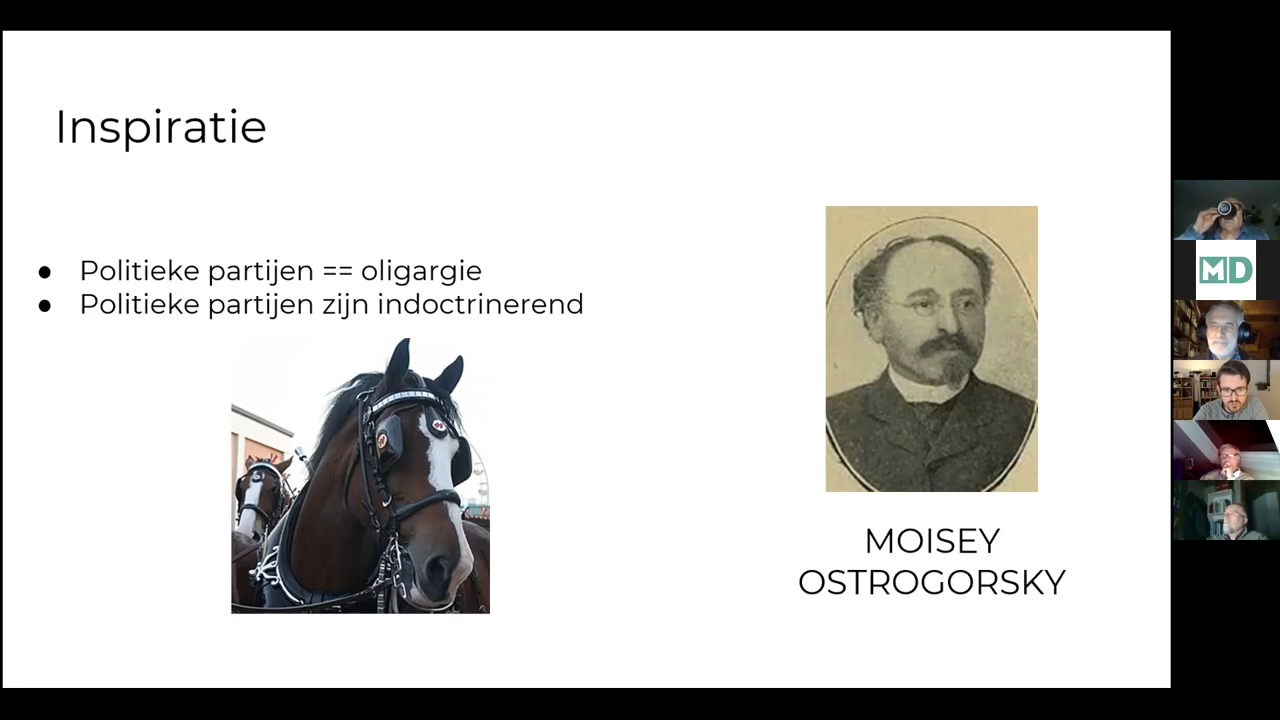 Inspiratie
● Politieke partijen == oligargie
● Politieke partijen zijn indoctrinerend
MOISEY
OSTROGORSKY
MD